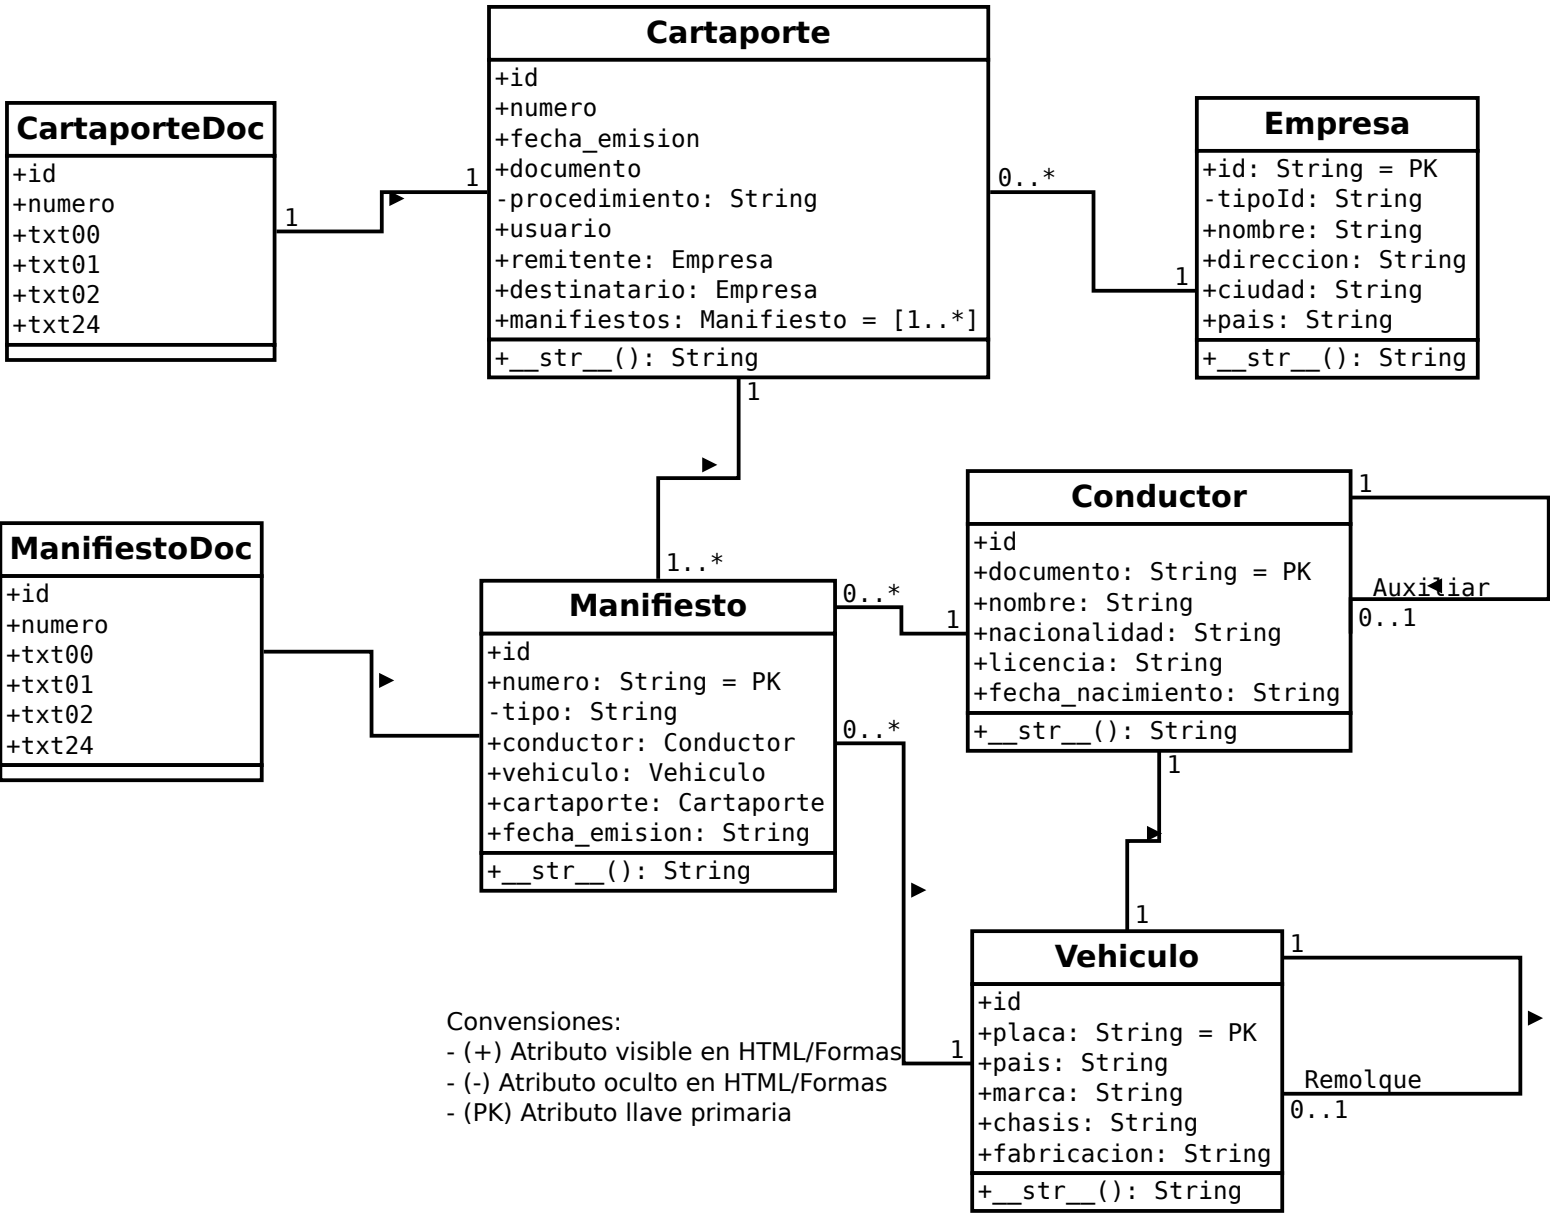 Cartaporte
+id
+numero
+fecha_emision
+documento
-procedimiento: String
+usuario
+remitente: Empresa
+destinatario: Empresa
+manifiestos: Manifiesto = [1..*]
+__str__(): String
CartaporteDoc
+id
+numero
+txt00
+txt01
+txt02
+txt24
1
1
0..*
1
Empresa
+id: String = PK
-tipoId: String
+nombre: String
+direccion: String
+ciudad: String
+pais: String
+__str__(): String
1
1..*
ManifiestoDoc
+id
+numero
+txt00
+txt01
+txt02
+txt24
Manifiesto
+id
+numero: String = PK
-tipo: String
+conductor: Conductor
+vehiculo: Vehiculo
+cartaporte: Cartaporte
+fecha_emision: String
+__str__(): String
0..*
1
0..*
1
Conductor
+id
+documento: String = PK
+nombre: String
+nacionalidad: String
+licencia: String
+fecha_nacimiento: String
+__str__(): String
1
Auxiliar
0..1
1
1
Vehiculo
+id
+placa: String = PK
+pais: String
+marca: String
+chasis: String
+fabricacion: String
+__str__(): String
1
Remolque
0..1
Convensiones:
- (+) Atributo visible en HTML/Formas
- (-) Atributo oculto en HTML/Formas
- (PK) Atributo llave primaria